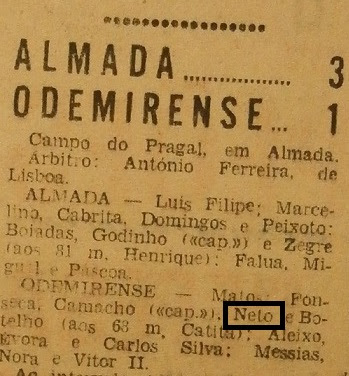 ALMADA................ 3
ODEMIRENSE... 1
Campo do Pragal, em Almada.
Árbitro: António Ferreira, de
Lisboa.
ALMADA — Luís Filipe; Marce-
lino, Cabrita, Domingos e Peixoto;
Boiadas, Godinho («cap.») e Zegre
(aos 81 m, Henrique); Falua, Mi-
guel e Pascoa.
ODEMIRENSE — Matos; Fon-
seca, Camacho («cap.»), Neto e Bo-
telho (aos 63 m, Catita); Aleixo,
Evora e Carlos Silva; Messias,
Nora e Vitor II.